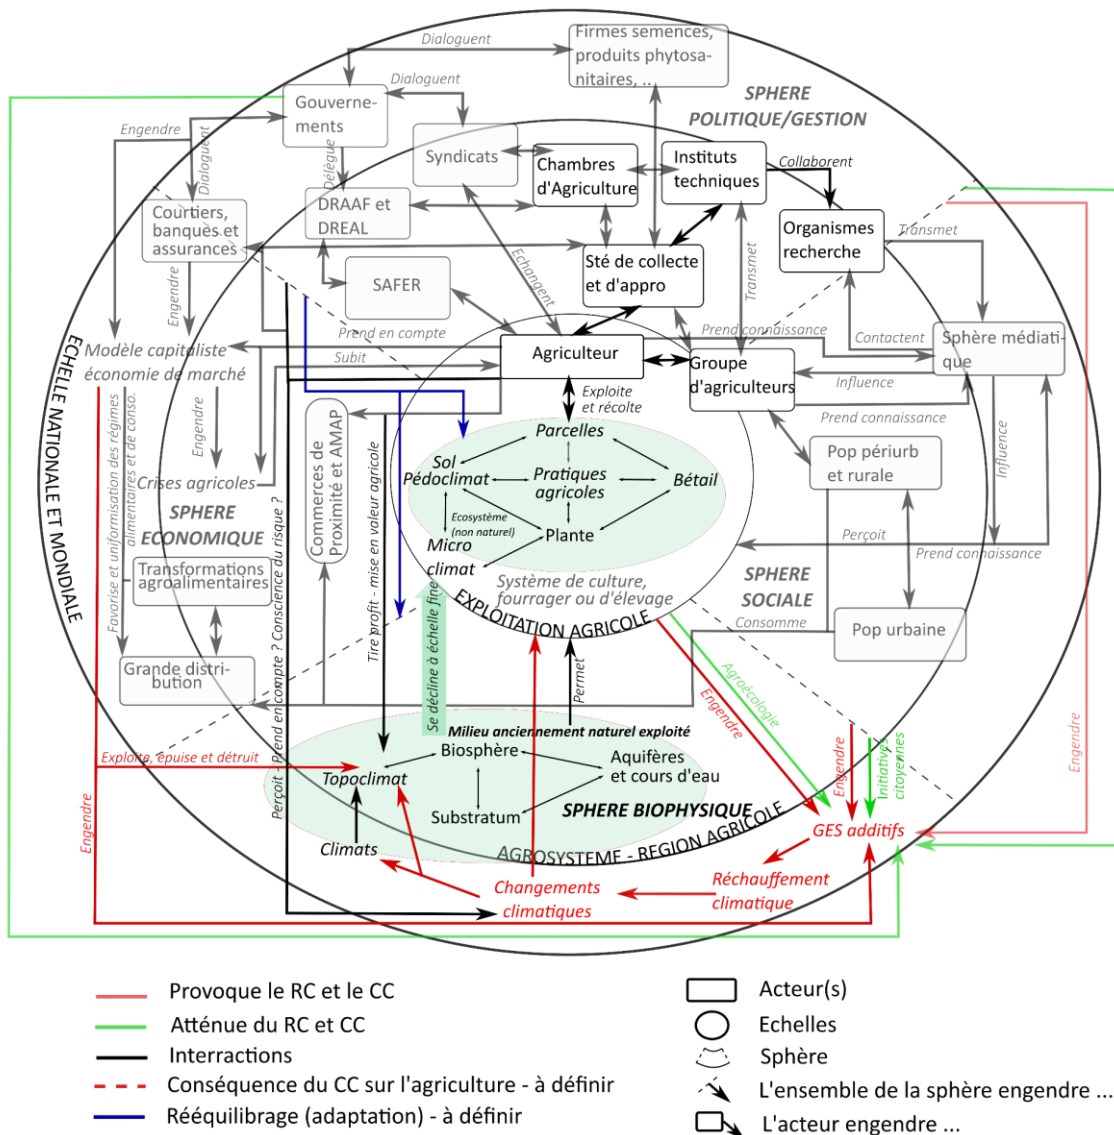 Firmes semences,
produits phytosa-
nitaires, ..
Dialoguent
Dialoguent
Gouverne-
ments
SPHERE
POLITIQUE/GESTION
Engendre
Dialoguent
Délègue
Syndicats
Chambres
d'Agriculture
Instituts
techniques
Collaborent
Courtiers,
banques et
assurances
DRAAF et
DREAL
Organismes
recherche
Transmet
Sté de collecte
et d'appro
Echangent
Transmet
SAFER
Engendre
Prend en compte
Prend connaissance
Contactent
Sphère médiati-
que
ECHELLE NATIONALE ET MONDIALE
Modèle capitaliste
économie de marché
Subit
Agriculteur
Groupe
d'agriculteurs
Influence
Exploite
et récolte
Prend connaissance
Favorise et uniformisation des régimes
alimentaires et de conso.
Engendre
Commerces de
Proximité et AMAP
Parcelles
Sol
Pédoclimat
Pratiques
agricoles
Bétail
Pop périurb
et rurale
Influence
Crises agricoles
SPHERE
ECONOMIQUE
Ecosystème
(non naturel)
Plante
Micro
climat
Perçoit
Prend connaissance
Transformations
agroalimentaires
Système de culture,
fourrager ou d'élevage
EXPLOITATION AGRICOLE
SPHERE
SOCIALE
Consomme
Pop urbaine
Grande distri-
bution
Perçoit - Prend en compte ? Conscience du risque ?
Tire profit - mise en valeur agricole
Se décline à échelle fine
Permet
Engendre
Agroécologie
Milieu anciennement naturel exploité
Biosphère
Aquifères
et cours d'eau
Exploite, épuise et détruit
Topoclimat
Substratum
SPHERE BIOPHYSIQUE
Engendre
Initiatives
citoyennes
Engendre
Engendre
GES additifs
Climats
AGROSYSTEME - REGION AGRICOLE
Changements
climatiques
Réchauffement
climatique
Provoque le RC et le CC
Atténue du RC et CC
Interractions
Conséquence du CC sur l'agriculture - à définir
Rééquilibrage (adaptation) - à définir
Acteur(s)
Echelles
Sphère
L'ensemble de la sphère engendre ...
L'acteur engendre ...